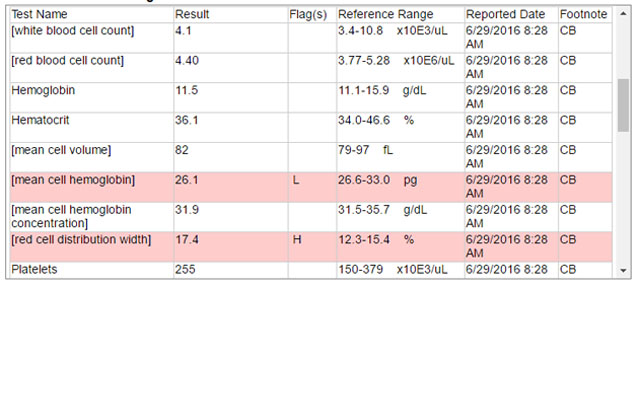 Test Name Result Flag(s) Reference Range Reported Date Footnote
[white blood cell count] 4.1 3.4-10.8 x10E3/uL 6/29/2016 8:28 AM CB
[red blood cell count] 4.40 3.77-5.28 x10E6/uL 6/29/2016 8:28 AM CB
Hemoglobin 11.5 11.1-15.9 g/dL 6/29/2016 8:28 AM CB
Hematocrit 36.1 34.0-46.6 % 6/29/2016 8:28 AM CB
[mean cell volume] 82 79-97 fL 6/29/2016 8:28 AM CB
[mean cell hemoglobin] 26.1 L 26.6-33.0 pg 6/29/2016 8:28 AM CB
[mean cell hemoglobin concentration] 31.9 31.5-35.7 g/dL 6/29/2016 8:28 AM CB
[red cell distribution width] 17.4 H 12.3-15.4 % 6/29/2016 8:28 AM CB
Platelets 255 150-379 x10E3/uL 6/29/2016 8:28 AM CB